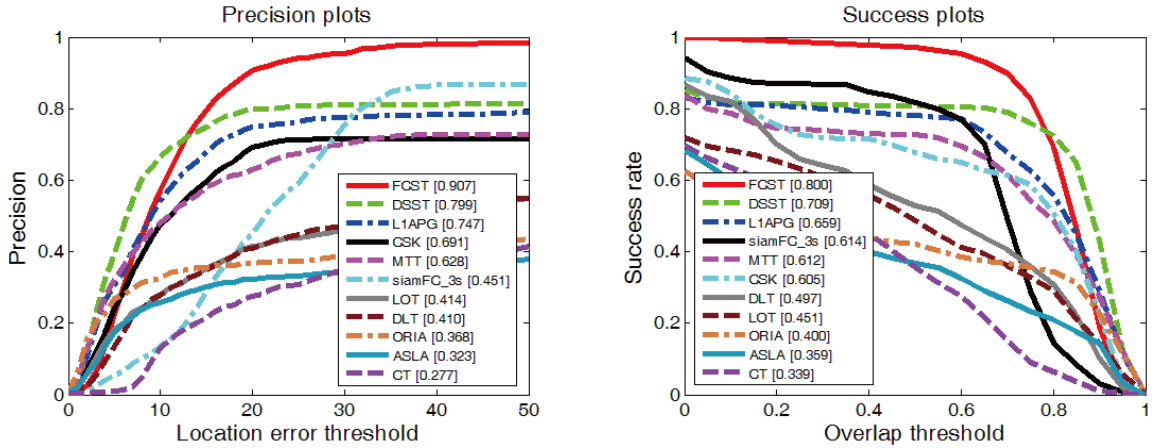 Precision plots
Precision
1
0.8
0.6
0.4
0.2
0
0 10 20 30 40 50
Location error threshold
FCST [0.907]
DSST [0.799]
L1APG [0.747]
CSK [0.691]
MTT [0.628]
siamFC_3s [0.451]
LOT [0.414]
DLT [0.410]
ORIA [0.368]
ASLA [0.323]
CT [0.277]
Success plots
Success rate
1
0.8
0.6
0.4
0.2
0
0 0.2 0.4 0.6 0.8 1
Overlap threshold
FCST [0.800]
DSST [0.709]
L1APG [0.659]
siamFC_3s [0.614]
MTT [0.612]
CSK [0.605]
DLT [0.497]
LOT [0.451]
ORIA [0.400]
ASLA [0.359]
CT [0.339]